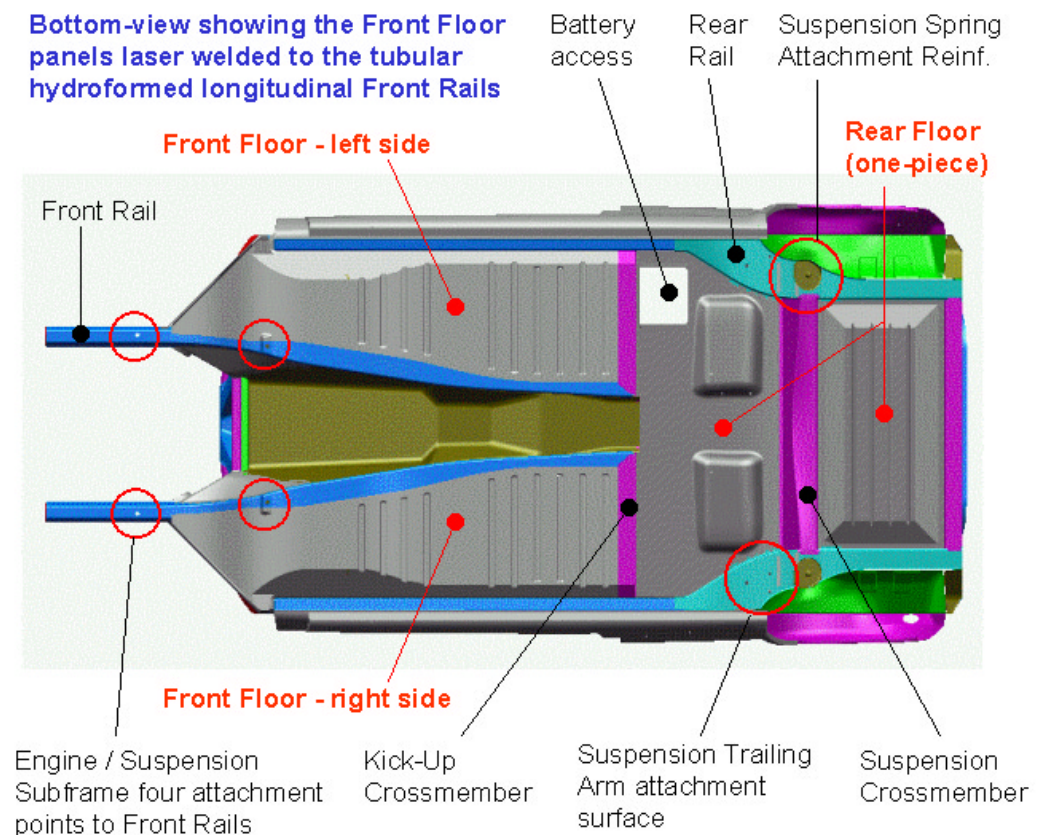 Bottom-view showing the Front Floor
panels laser welded to the tubular
hydroformed longitudinal Front Rails
Battery
access
Rear
Rail
Suspension Spring
Attachment Reinf.
Front Floor - left side
Rear Floor
(one-piece)
Front Rail
Front Floor - right side
Engine / Suspension
Subframe four attachment
points to Front Rails
Kick-Up
Crossmember
Suspension Trailing
Arm attachment
surface
Suspension
Crossmember